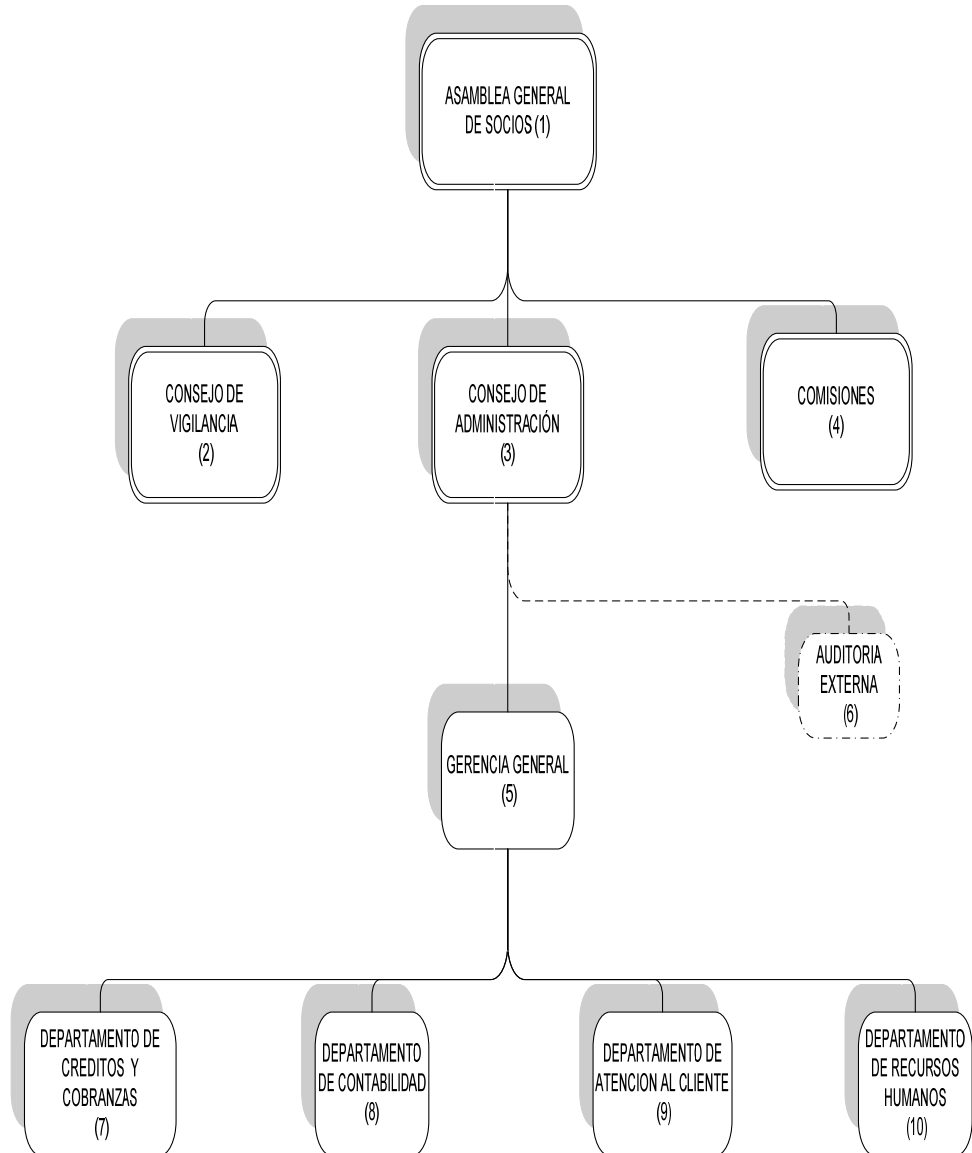 ASAMBLEA GENERAL
DE SOCIOS (1)
CONSEJO DE
VIGILANCIA
(2)
CONSEJO DE
ADMINISTRACIÓN
(3)
COMISIONES
(4)
AUDITORIA
EXTERNA
(6)
GERENCIA GENERAL
(5)
DEPARTAMENTO DE
CREDITOS Y
COBRANZAS
(7)
DEPARTAMENTO
DE CONTABILIDAD
(8)
DEPARTAMENTO DE
ATENCION AL CLIENTE
(9)
DEPARTAMENTO
DE RECURSOS
HUMANOS
(10)